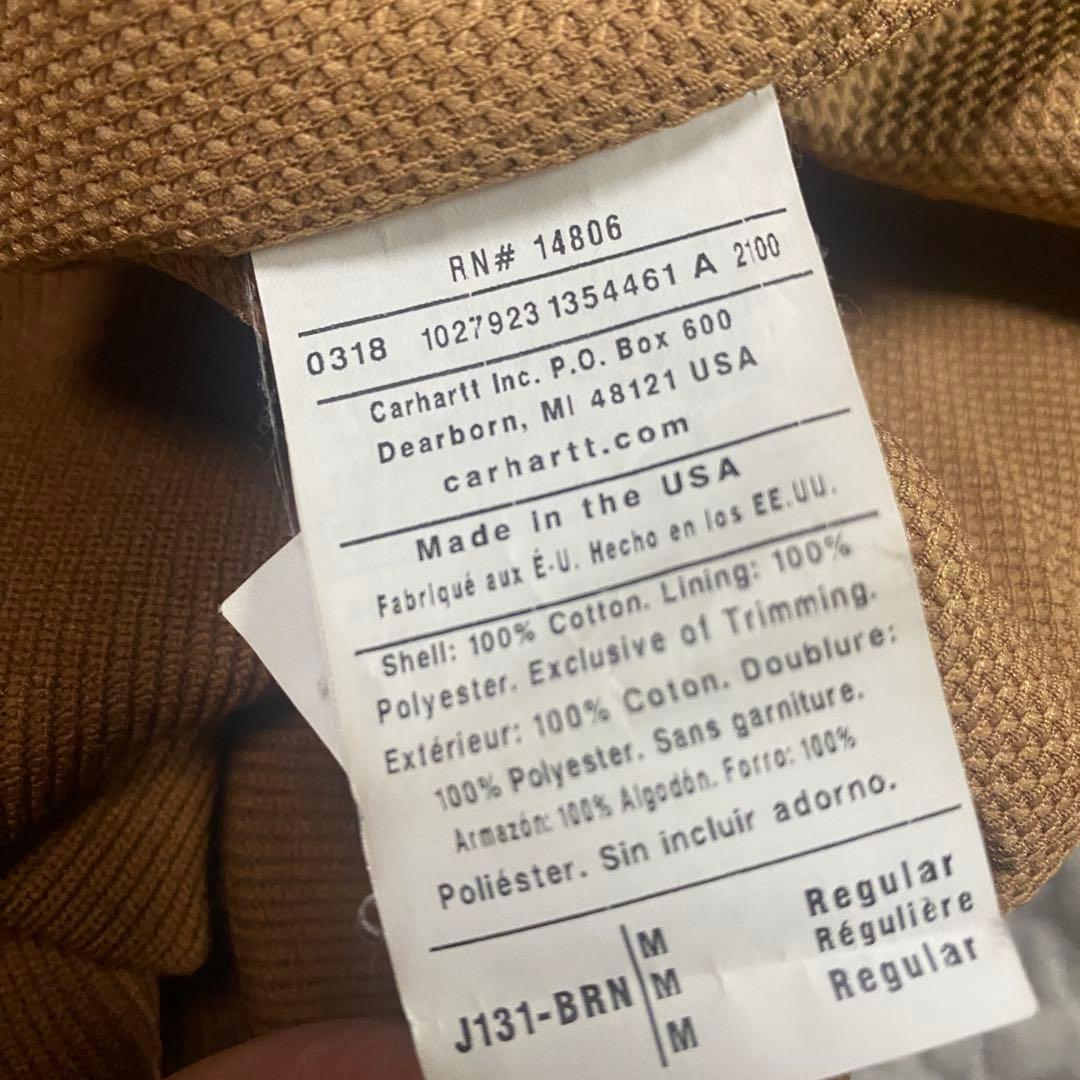 RN# 14806
0318 1027923 1354461 A 2100
Carhartt Inc. P.O. Box 600
Dearborn, MI 48121 USA
carhartt.com
Made in the USA
Fabriqué aux É-U. Hecho en los EE.UU.
Shell: 100% Cotton. Lining: 100%
Polyester. Exclusive of Trimming.
Extérieur: 100% Coton. Doublure:
100% Polyester. Sans garniture.
Armazón: 100% Algodón. Forro: 100%
Poliéster. Sin incluir adorno.
J131-BRN
M Regular
M Régulière
M Regular